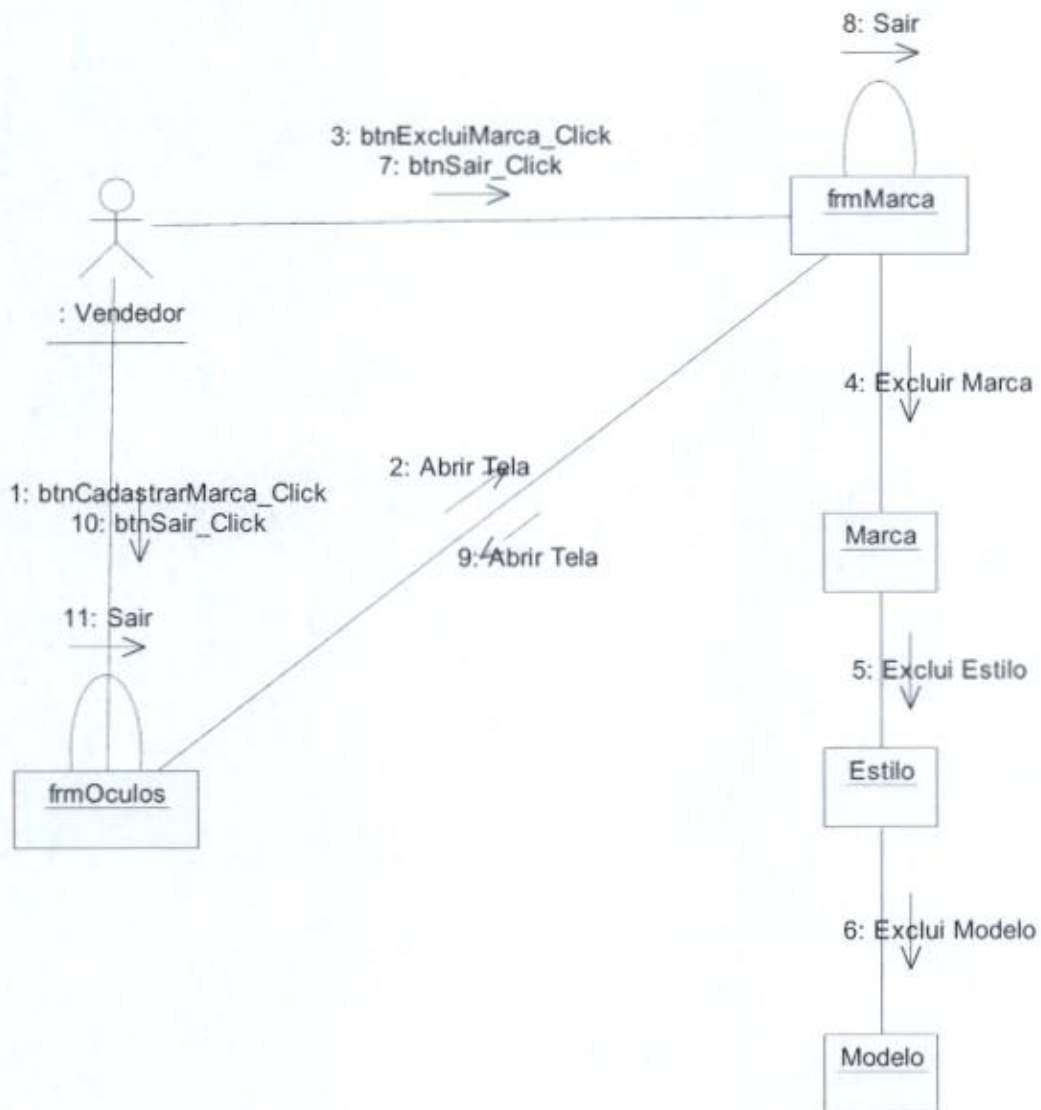 8: Sair
3: btnExcluiMarca_Click
7: btnSair_Click
frmMarca
: Vendedor
4: Excluir Marca
2: Abrir Tela
1: btnCadastrarMarca_Click
10: btnSair_Click
9: Abrir Tela
Marca
11: Sair
5: Exclui Estilo
Estilo
frmOculos
6: Exclui Modelo
Modelo